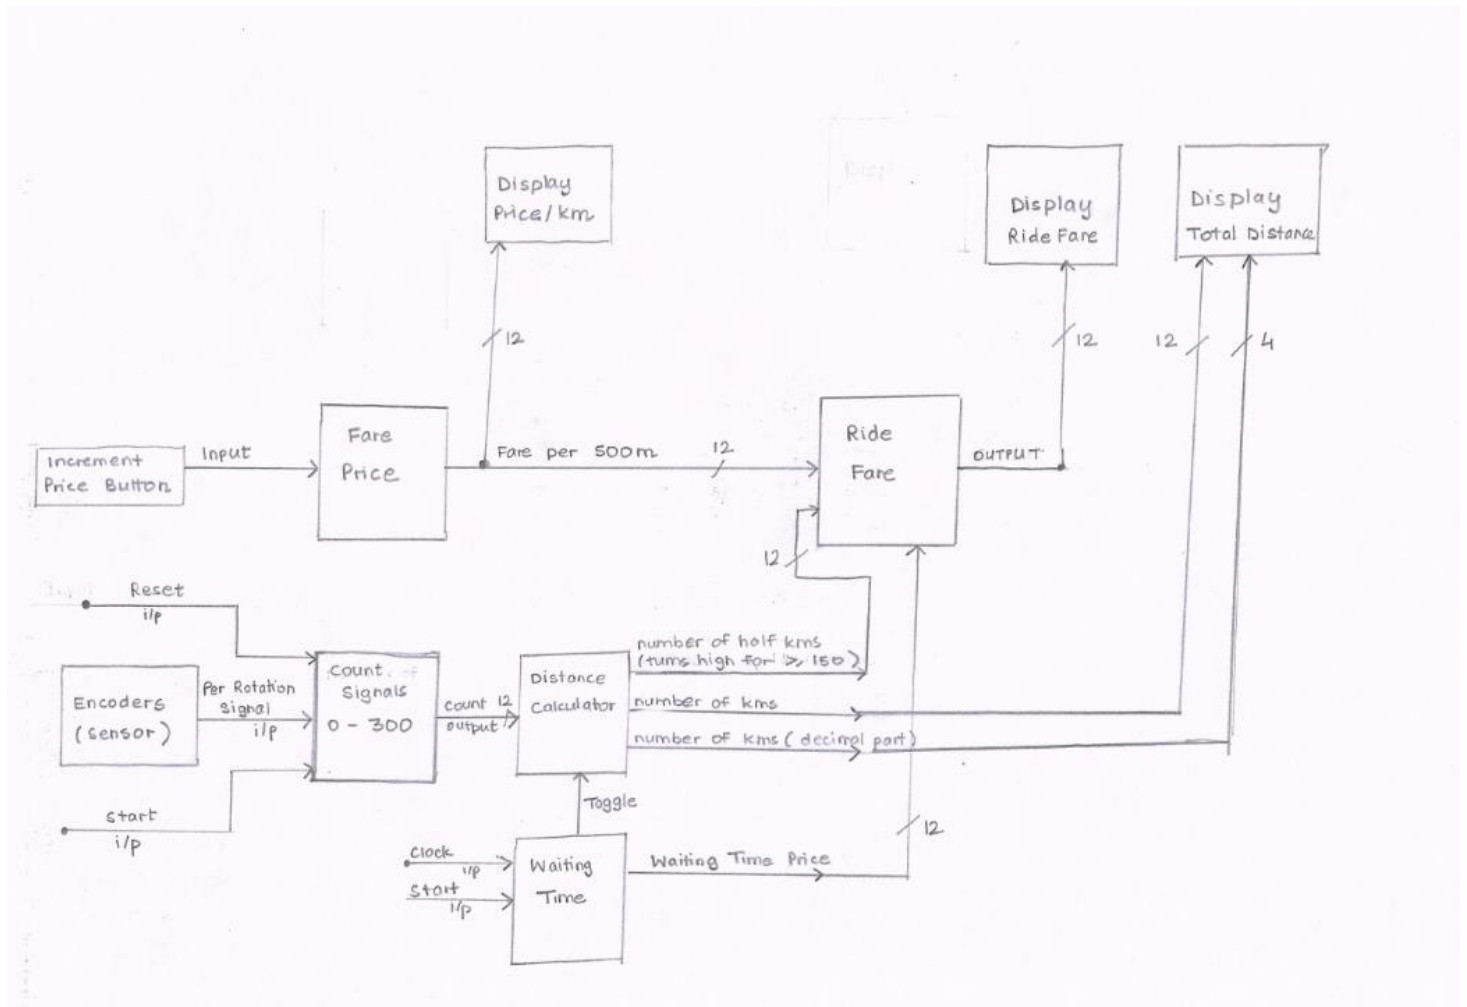 Display
Price/km
Display
Ride Fare
Display
Total Distance
12
12
12
4
Increment
Price Button
Input
Fare
Price
Fare per 500m
12
Ride
Fare
OUTPUT
12
Reset
i/p
Encoders
(sensor)
Per Rotation
Signal
i/p
Count
Signals
0 - 300
count 12
output
Distance
Calculator
number of half kms
(turns high for ≥ 150)
number of kms
number of kms (decimal part)
Start
i/p
Toggle
Clock
i/p
Start
i/p
Waiting
Time
Waiting Time Price
12